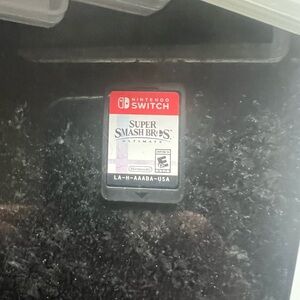 NINTENDO
SWITCH
SUPER
SMASH BROS.
ULTIMATE
E
LA-H-AAABA-USA